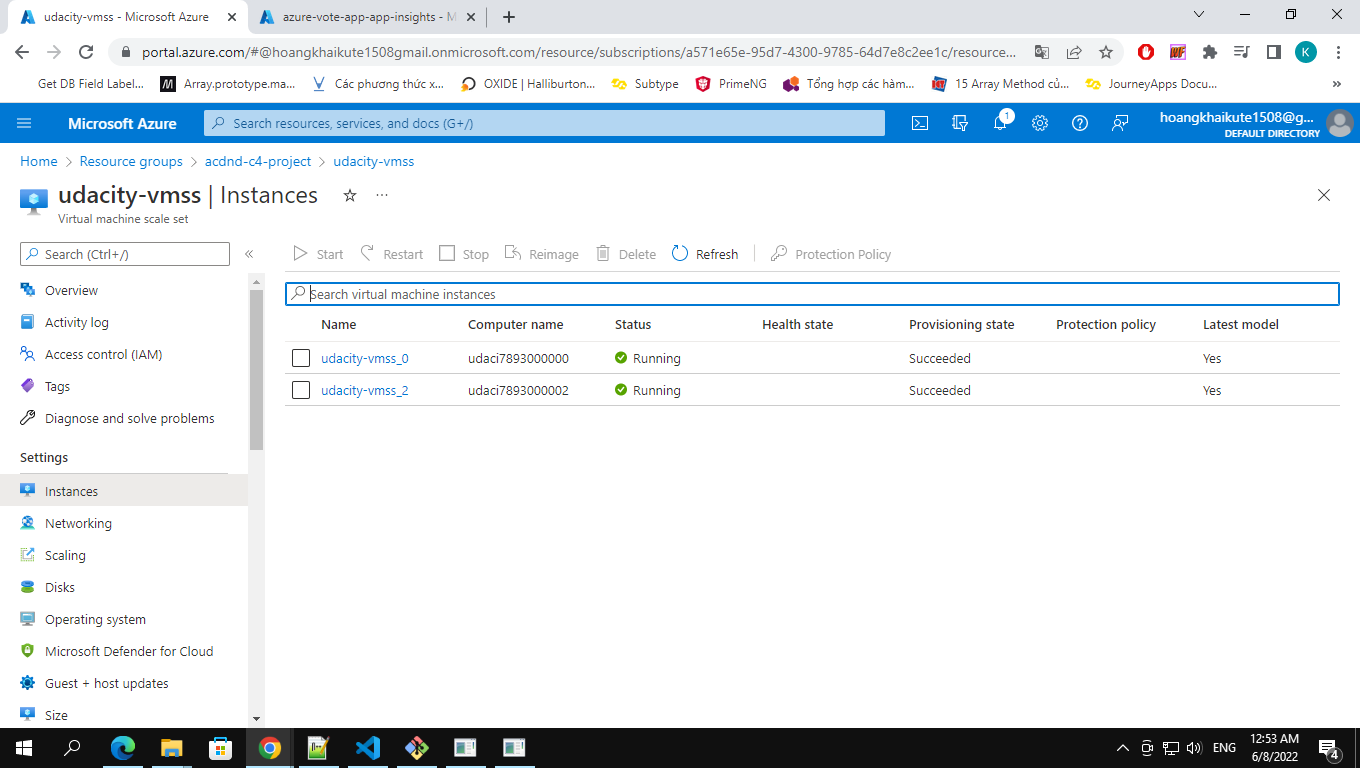 udacity-vmss - Microsoft Azure
azure-vote-app-app-insights - M
portal.azure.com/#@hoangkhaikute1508gmail.onmicrosoft.com/resource/subscriptions/a571e65e-95d7-4300-9785-64d7e8c2ee1c/resource...
K
Get DB Field Label...
Array.prototype.ma...
Các phương thức x...
OXIDE | Halliburton...
Subtype
PrimeNG
Tổng hợp các hàm...
15 Array Method củ...
JourneyApps Docu...
»
Microsoft Azure
Search resources, services, and docs (G+/)
1
hoangkhaikute1508@g...
DEFAULT DIRECTORY
Home > Resource groups > acdnd-c4-project > udacity-vmss
udacity-vmss | Instances
Virtual machine scale set
Search (Ctrl+/)
«
Start
Restart
Stop
Reimage
Delete
Refresh
Protection Policy
Overview
Activity log
Access control (IAM)
Tags
Diagnose and solve problems
Settings
Instances
Networking
Scaling
Disks
Operating system
Microsoft Defender for Cloud
Guest + host updates
Size
Search virtual machine instances
Name Computer name Status Health state Provisioning state Protection policy Latest model
udacity-vmss_0 udaci7893000000 Running Succeeded Yes
udacity-vmss_2 udaci7893000002 Running Succeeded Yes
ENG
12:53 AM
6/8/2022
4